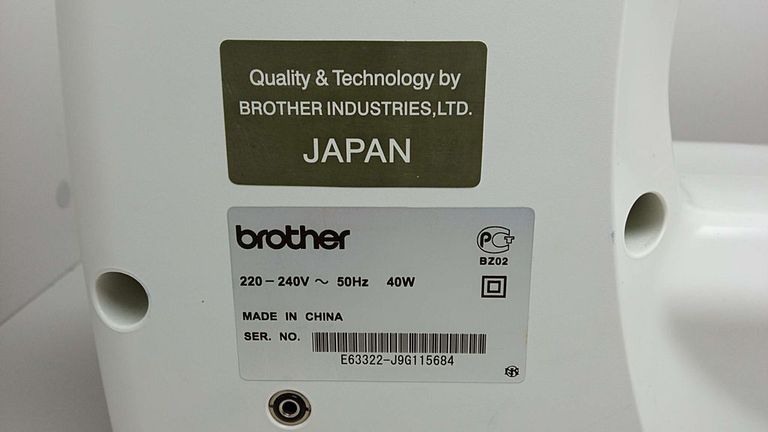 Quality & Technology by
BROTHER INDUSTRIES,LTD.
JAPAN
brother
PCT
BZ02
220-240V ~ 50Hz 40W
MADE IN CHINA
SER. NO.
E63322-J9G115684